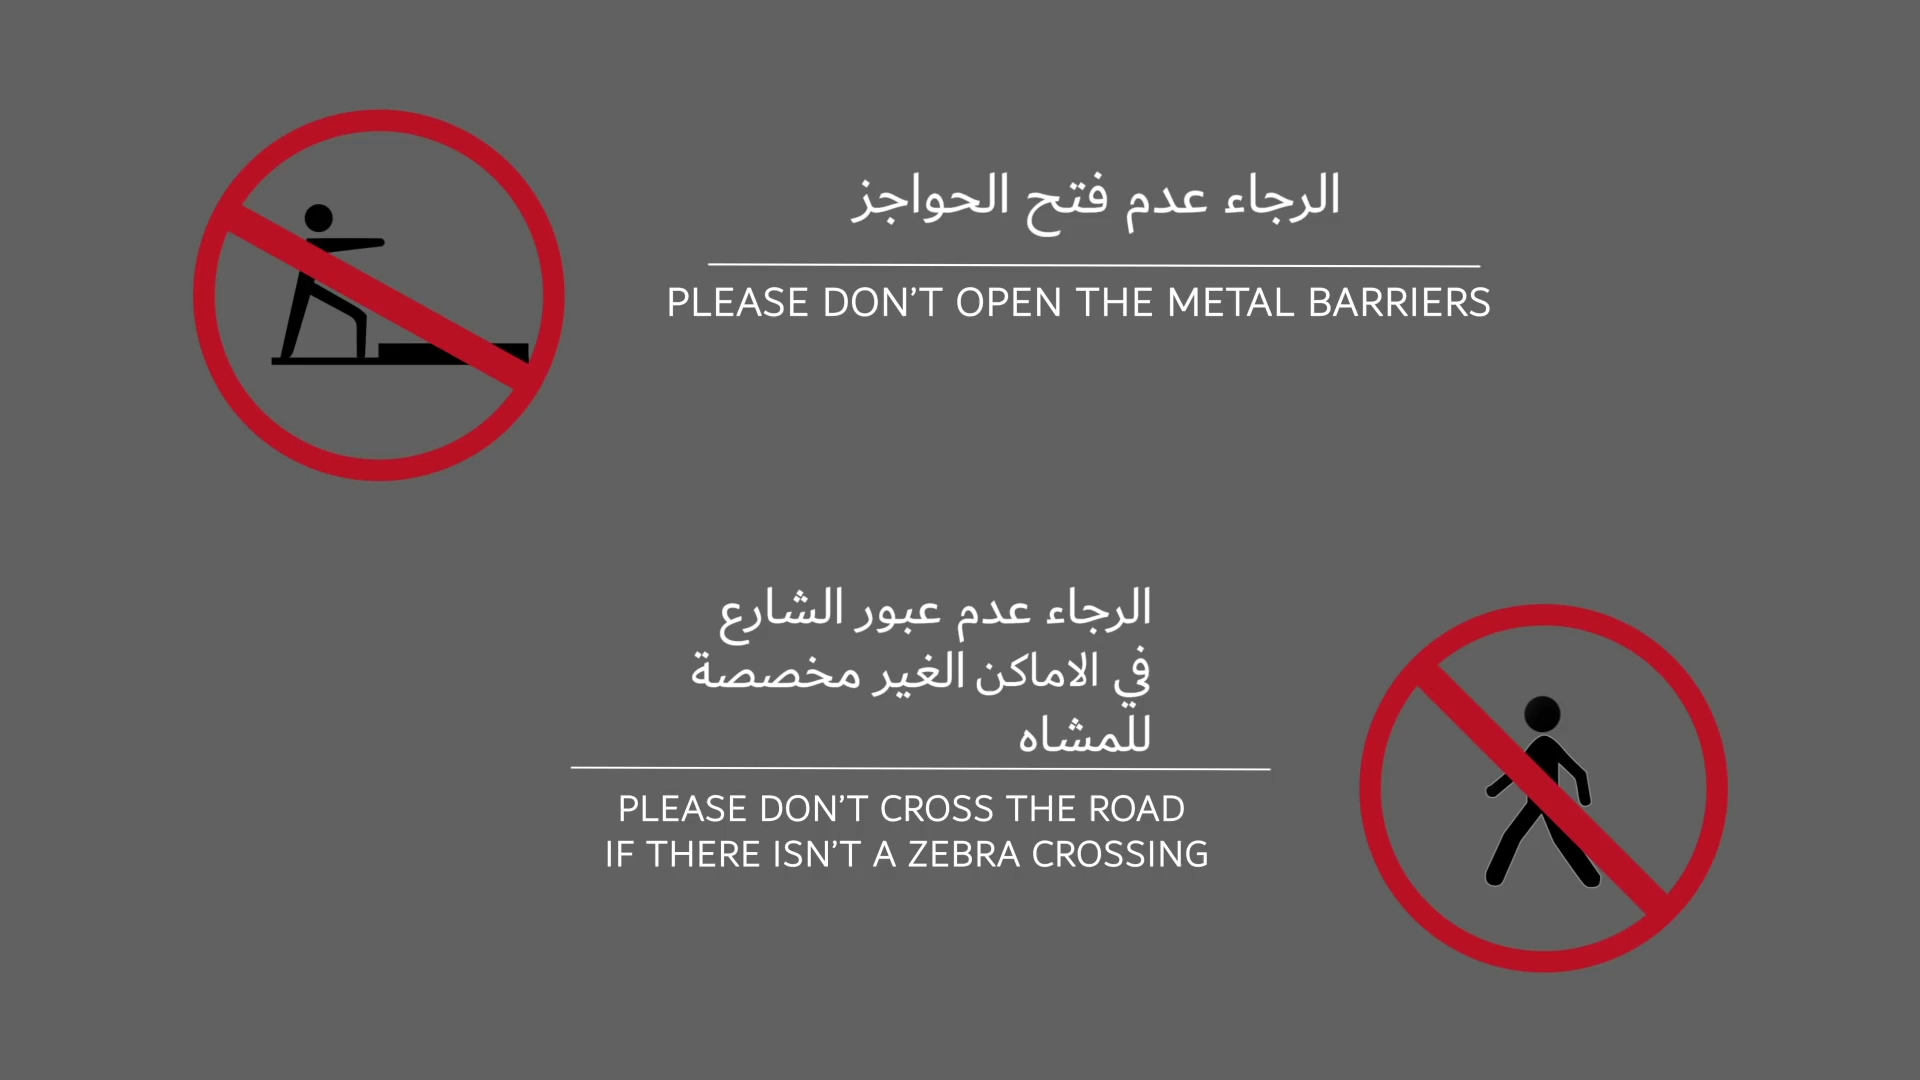 الرجاء عدم فتح الحواجز
PLEASE DON’T OPEN THE METAL BARRIERS
الرجاء عدم عبور الشارع
في الاماكن الغير مخصصة
للمشاه
PLEASE DON’T CROSS THE ROAD
IF THERE ISN’T A ZEBRA CROSSING